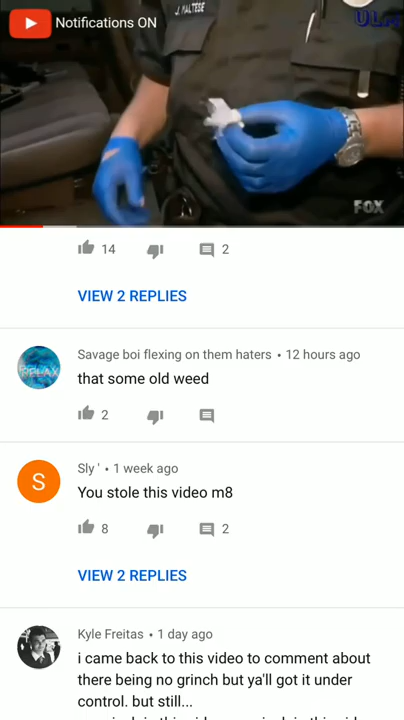 J. MALTESE
Notifications ON
ULM
FOX
14
2
VIEW 2 REPLIES
Savage boi flexing on them haters • 12 hours ago
RELAX
that some old weed
2
S
Sly ' • 1 week ago
You stole this video m8
8
2
VIEW 2 REPLIES
Kyle Freitas • 1 day ago
i came back to this video to comment about
there being no grinch but ya'll got it under
control. but still...